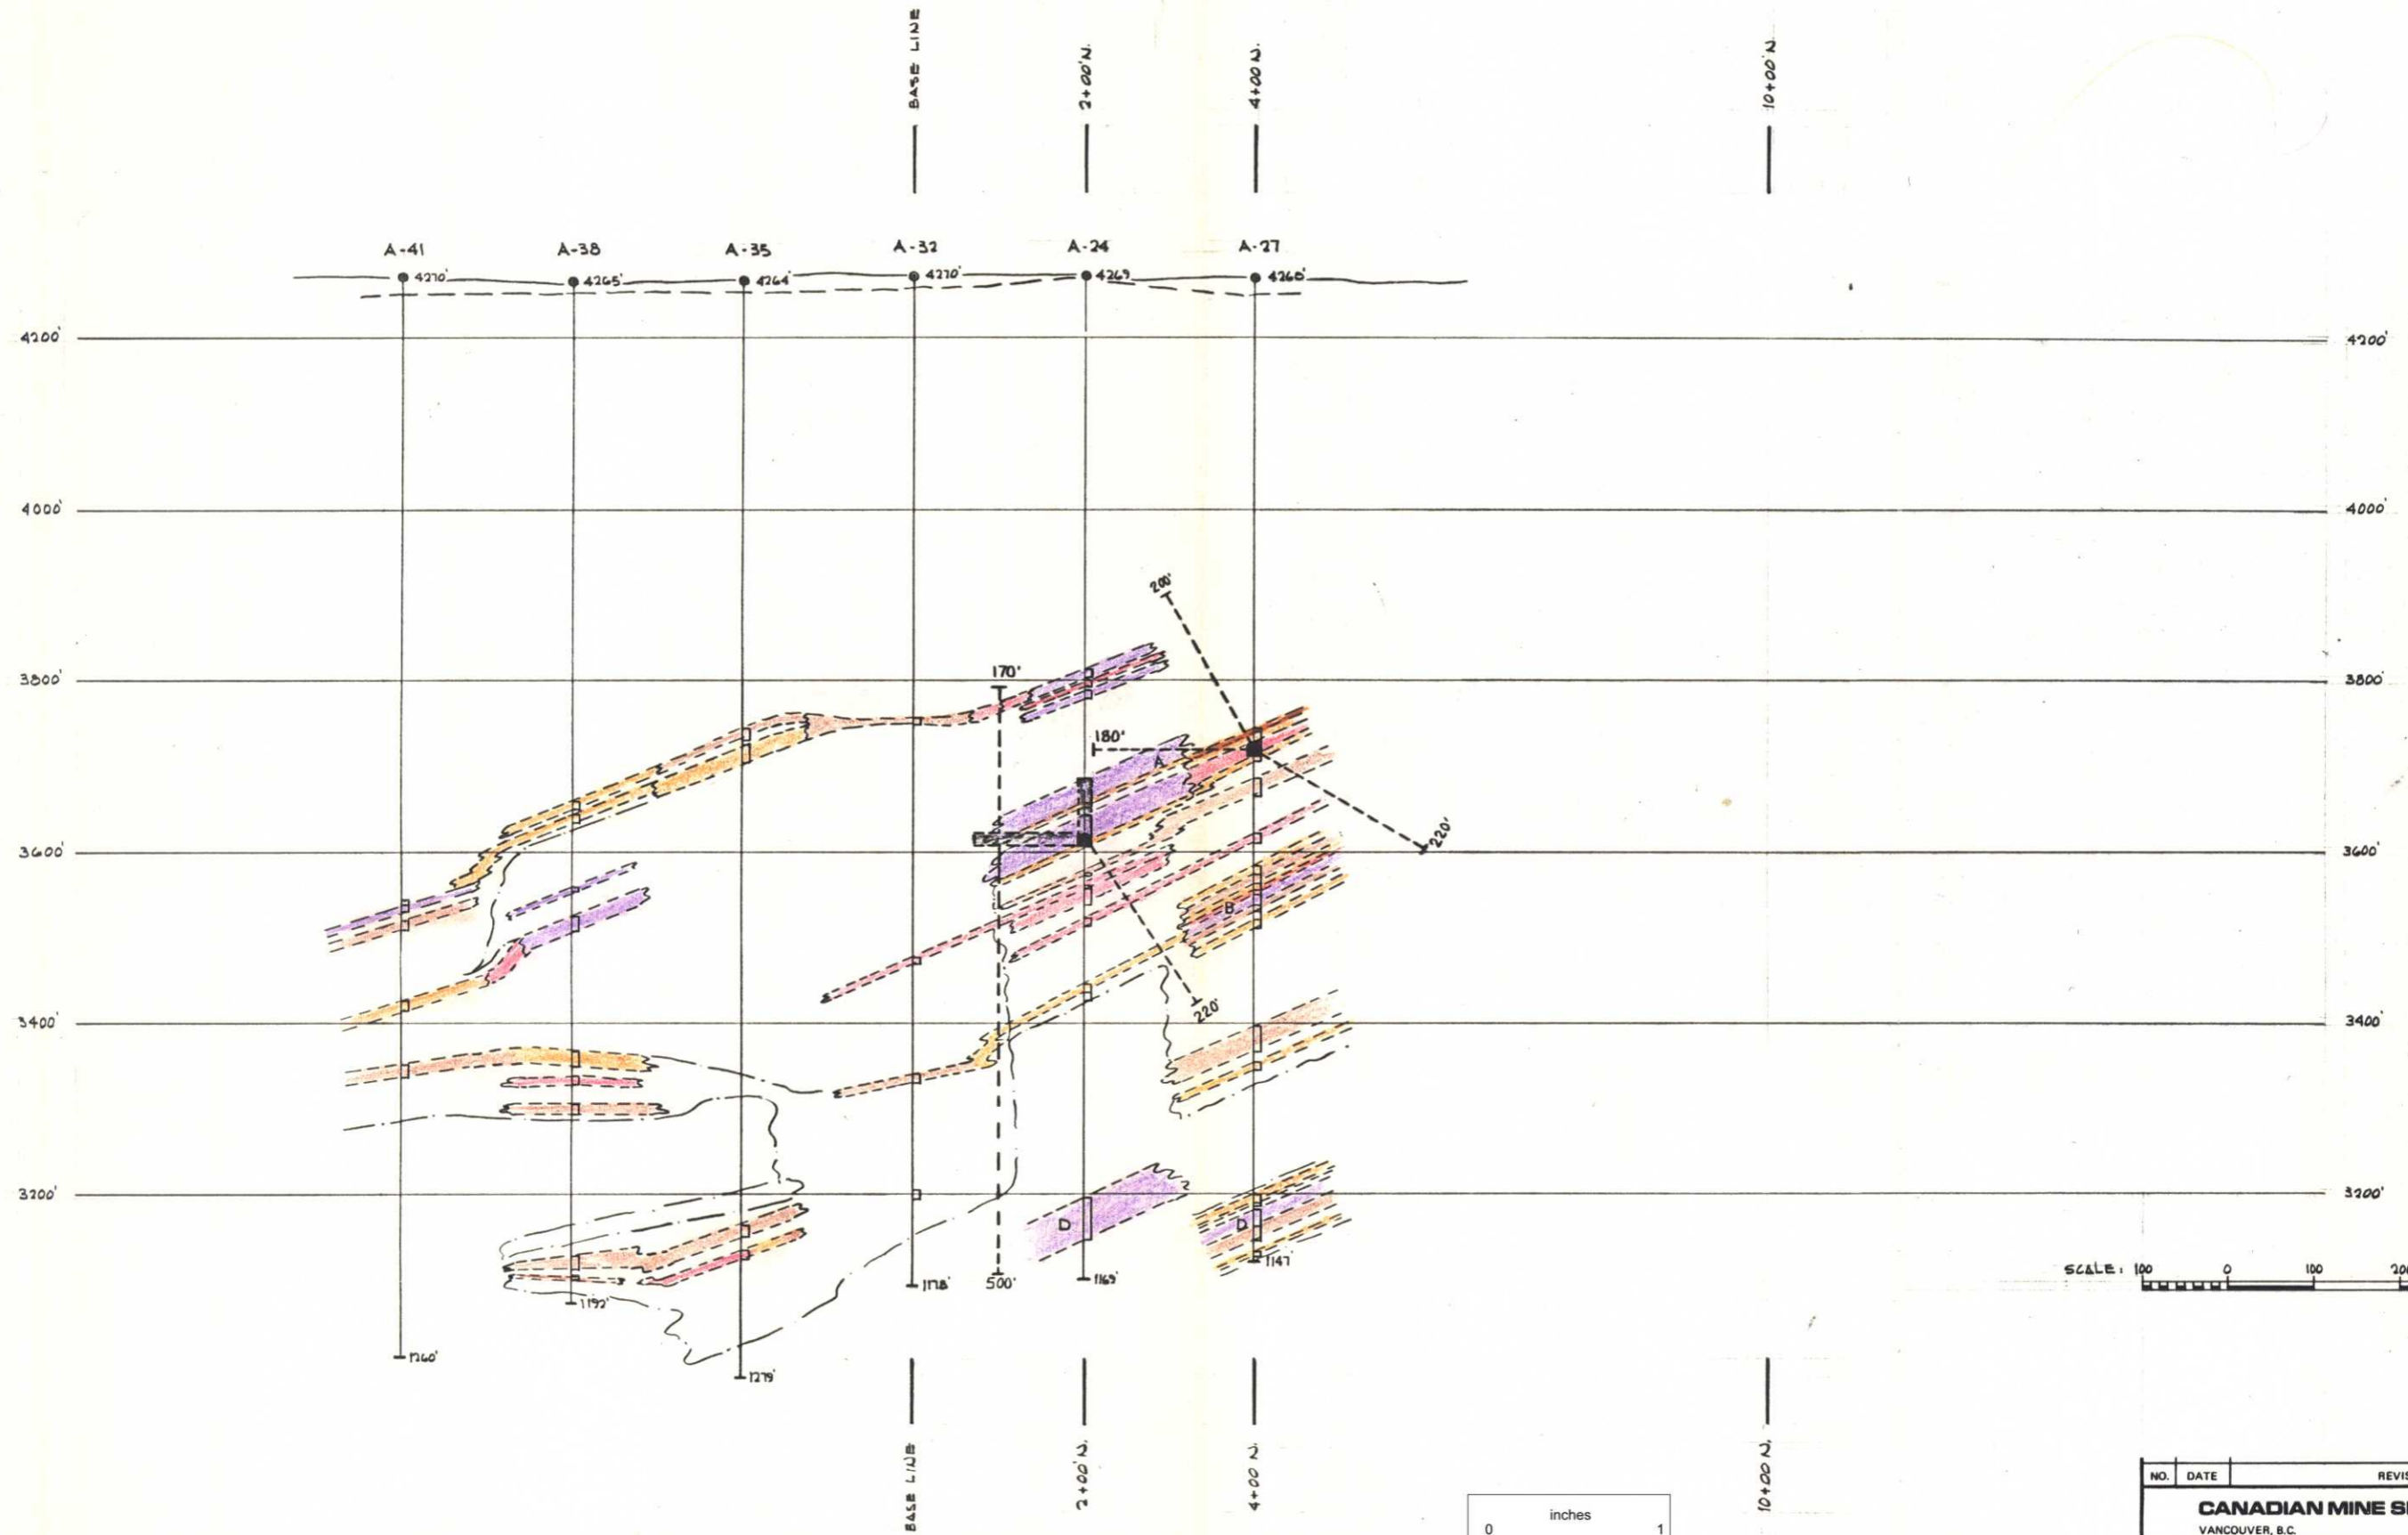 BASE LINE
2+00'N.
4+00'N.
10+00'N
A-41
A-38
A-35
A-32
A-24
A-27
4270'
4265'
4264'
4270'
4269
4268'
4200'
4200'
4000'
4000'
200'
3800'
170'
3800'
180'
A
3600'
220'
3600'
B
3400'
220'
3400'
3200'
3200'
D
D
1147'
SCALE: 100 0 100 200
1192'
1178'
500'
1169'
1260'
1279'
BASE LINE
2+00'N.
4+00 N.
10+00 N.
inches
0 1
NO. DATE
CANADIAN MINE
VANCOUVER, B.C.